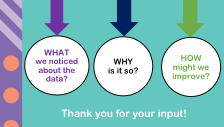 WHAT
we noticed
about the
data?
WHY
is it so?
HOW
might we
improve?
Thank you for your input!